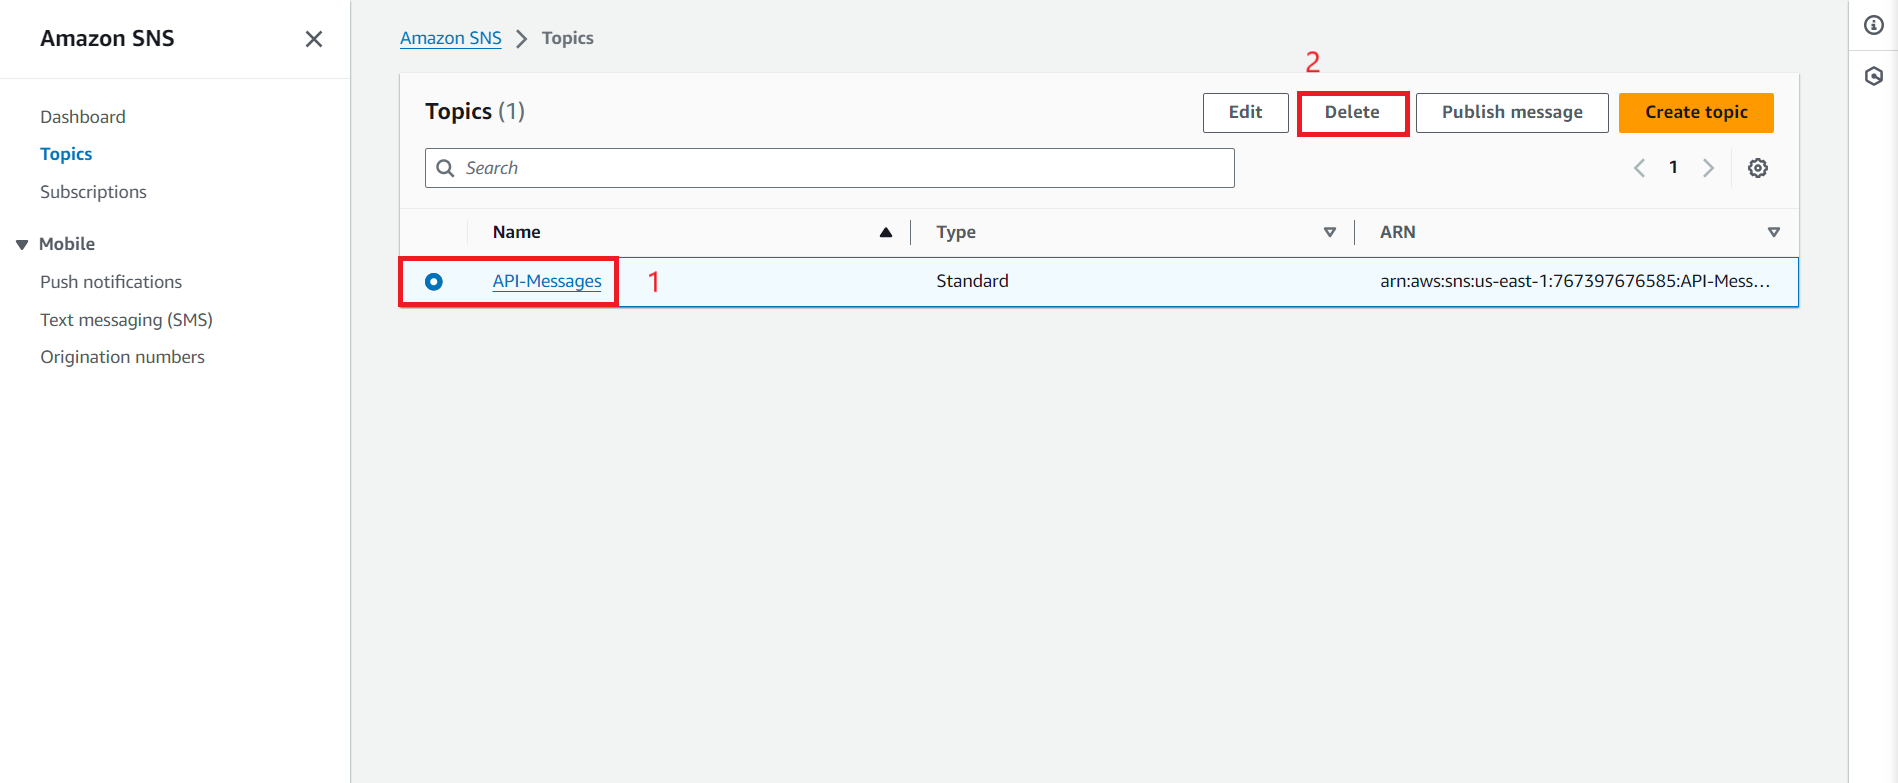 Amazon SNS
Dashboard
Topics
Subscriptions
Mobile
Push notifications
Text messaging (SMS)
Origination numbers
Amazon SNS > Topics
2
Topics (1)
Edit
Delete
Publish message
Create topic
Search
1
Name
Type
ARN
API-Messages
1
Standard
arn:aws:sns:us-east-1:767397676585:API-Mess...